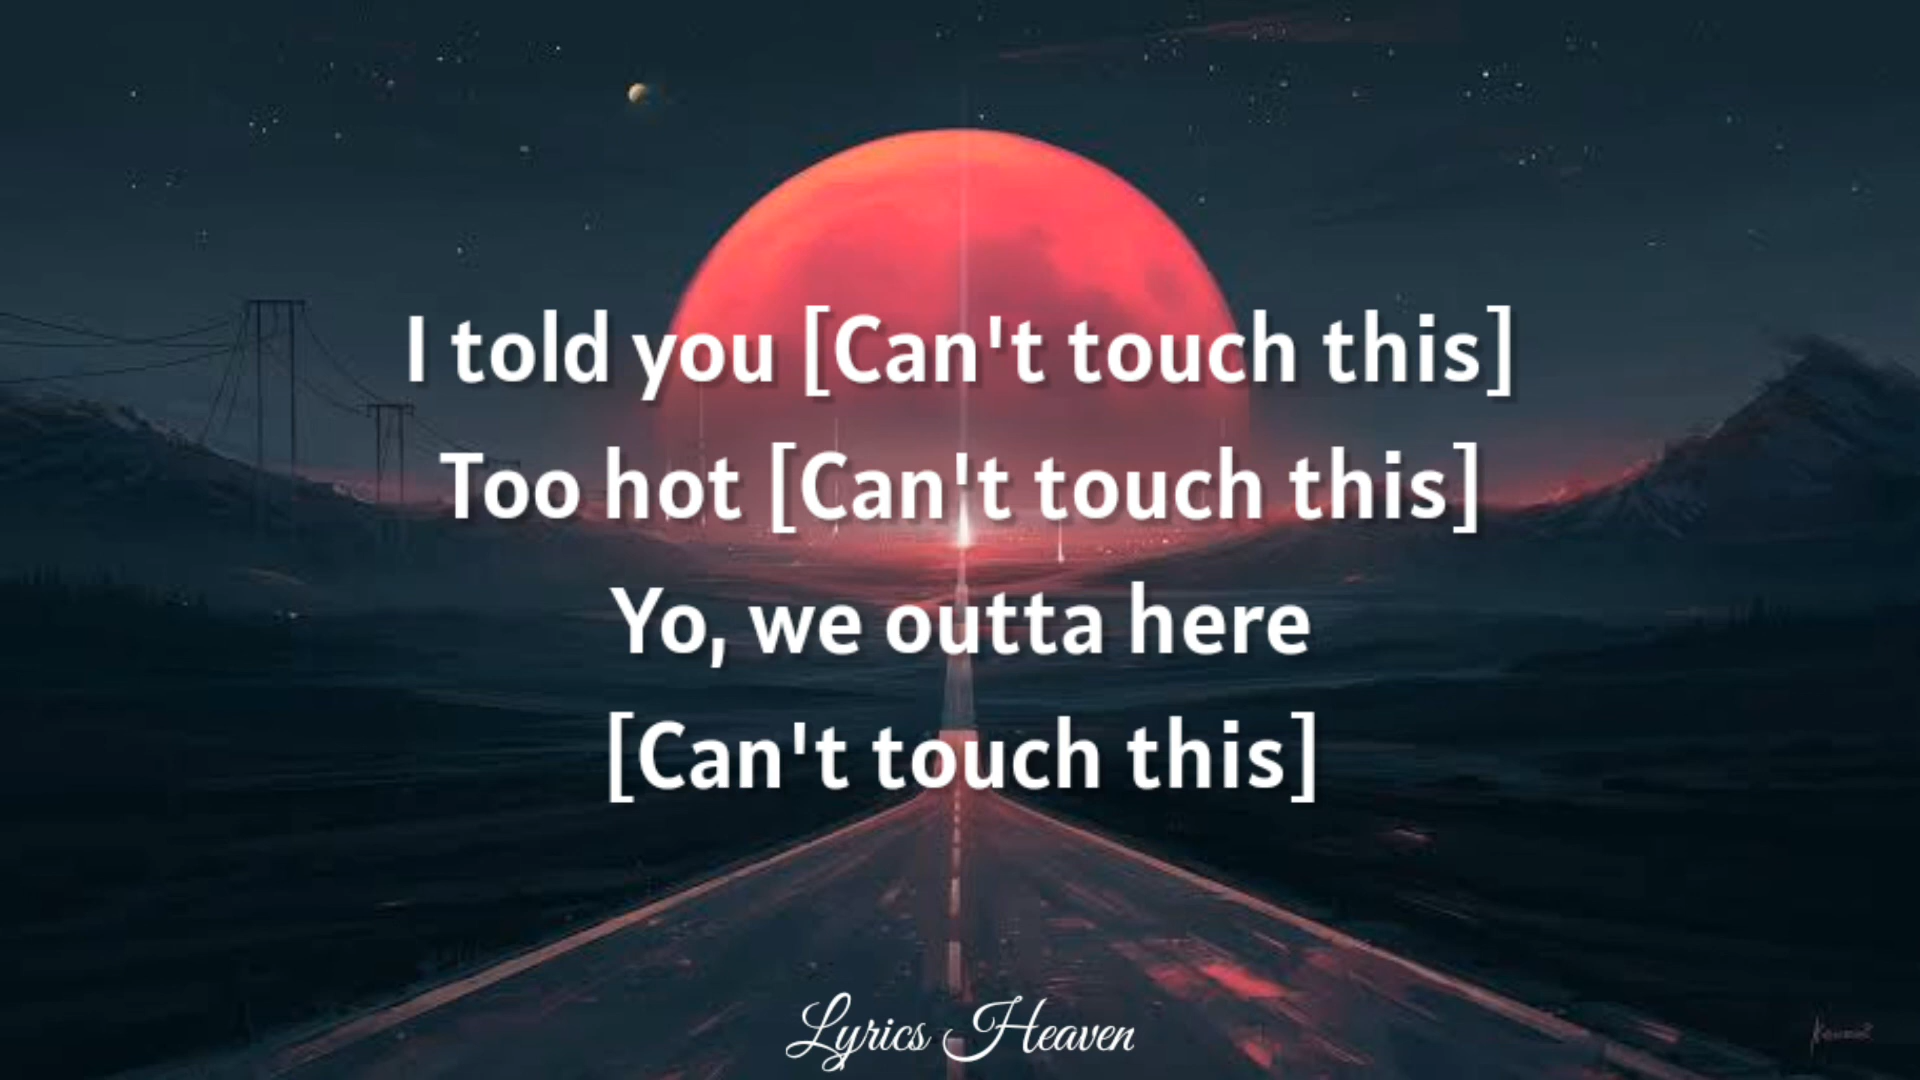 I told you [Can't touch this]
Too hot [Can't touch this]
Yo, we outta here
[Can't touch this]
Lyrics Heaven